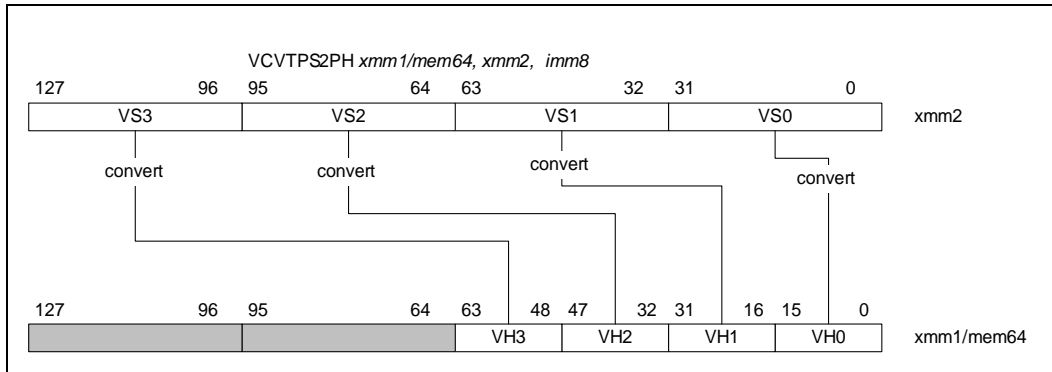 VCVTPS2PH xmm1/mem64, xmm2, imm8
127 96 95 64 63 32 31 0
VS3 VS2 VS1 VS0 xmm2
convert convert convert convert
127 96 95 64 63 48 47 32 31 16 15 0
VH3 VH2 VH1 VH0 xmm1/mem64